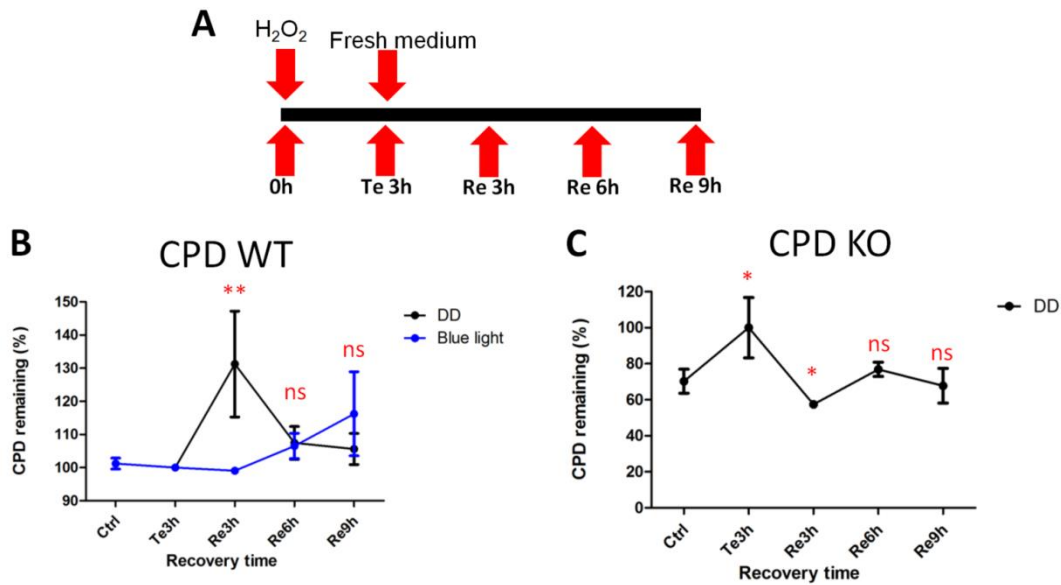 A
H₂O₂
Fresh medium
0h Te 3h Re 3h Re 6h Re 9h
B
CPD WT
CPD remaining (%)
150
140
130
120
110
100
90
**
ns
ns
DD
Blue light
Ctrl Te3h Re3h Re6h Re9h
Recovery time
C
CPD KO
CPD remaining (%)
120
100
80
60
40
20
0
*
*
ns
ns
DD
Ctrl Te3h Re3h Re6h Re9h
Recovery time